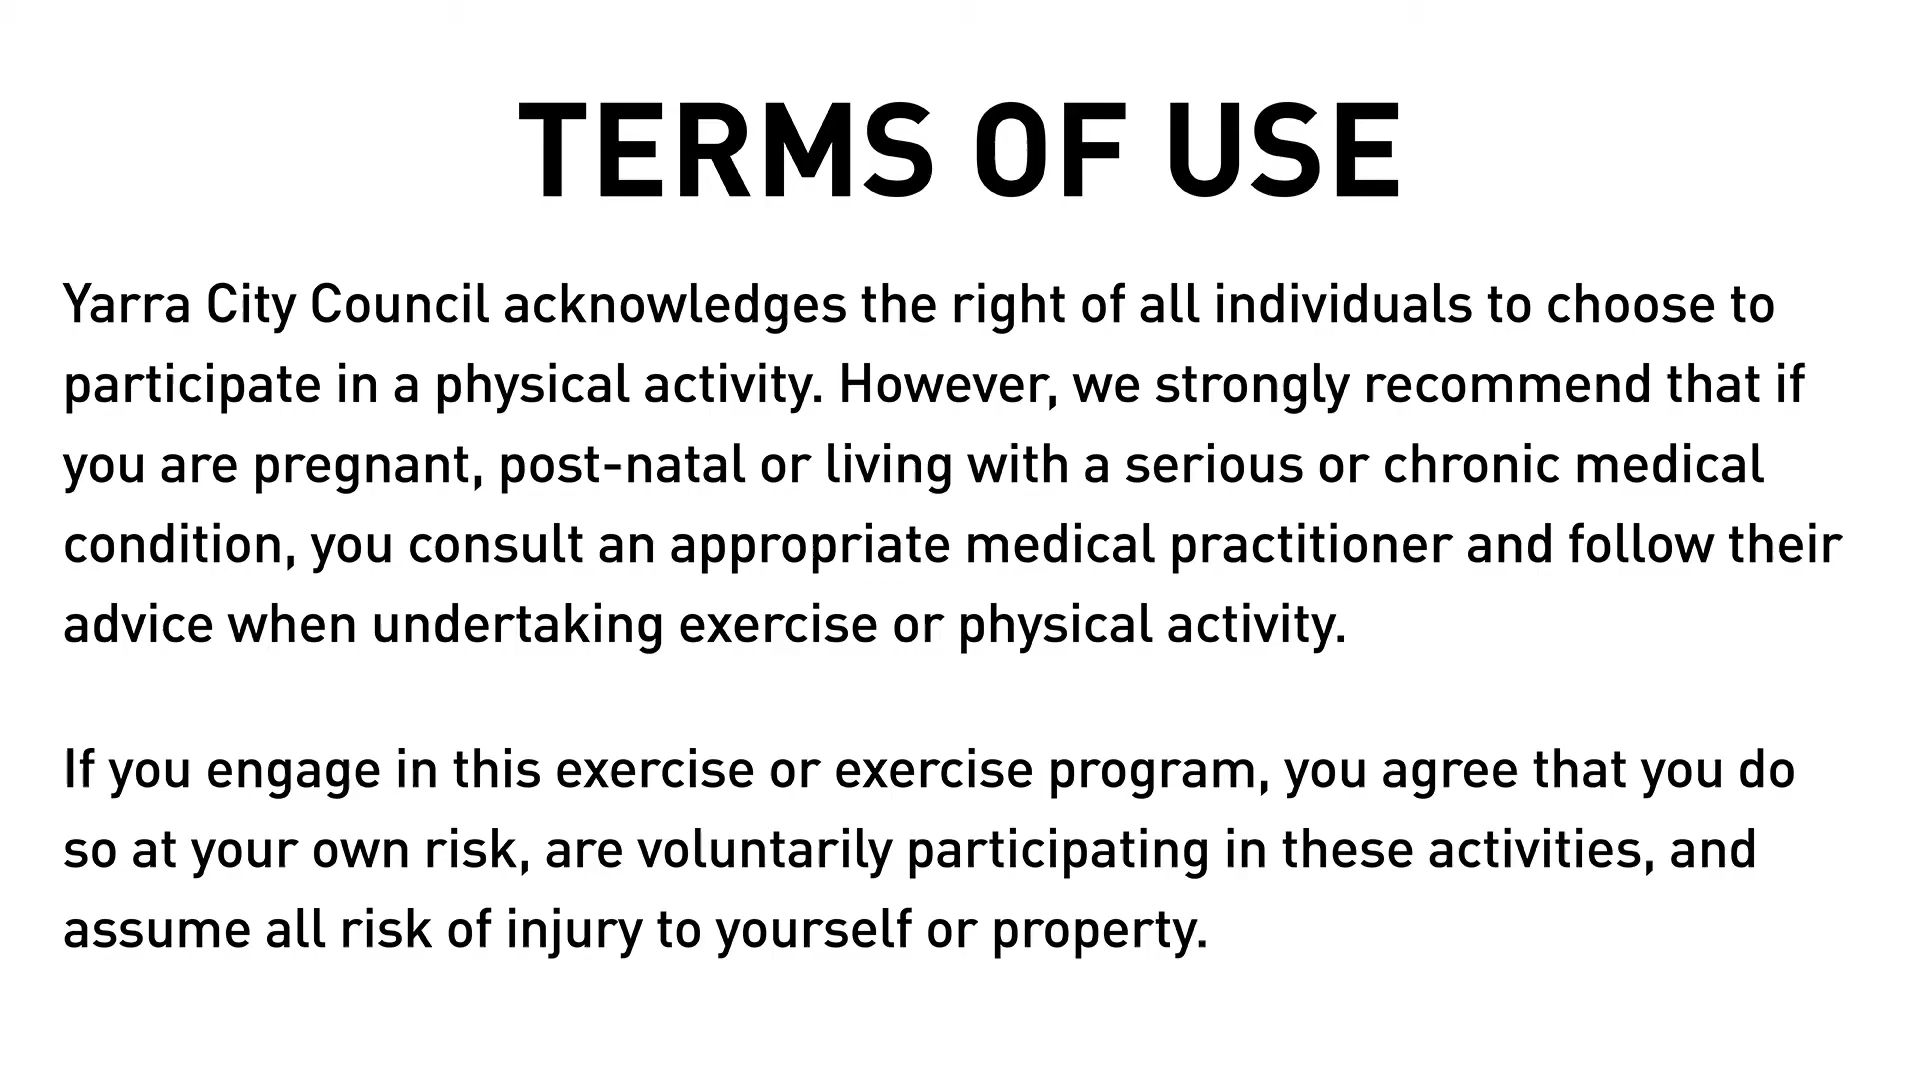 TERMS OF USE
Yarra City Council acknowledges the right of all individuals to choose to
participate in a physical activity. However, we strongly recommend that if
you are pregnant, post-natal or living with a serious or chronic medical
condition, you consult an appropriate medical practitioner and follow their
advice when undertaking exercise or physical activity.
If you engage in this exercise or exercise program, you agree that you do
so at your own risk, are voluntarily participating in these activities, and
assume all risk of injury to yourself or property.